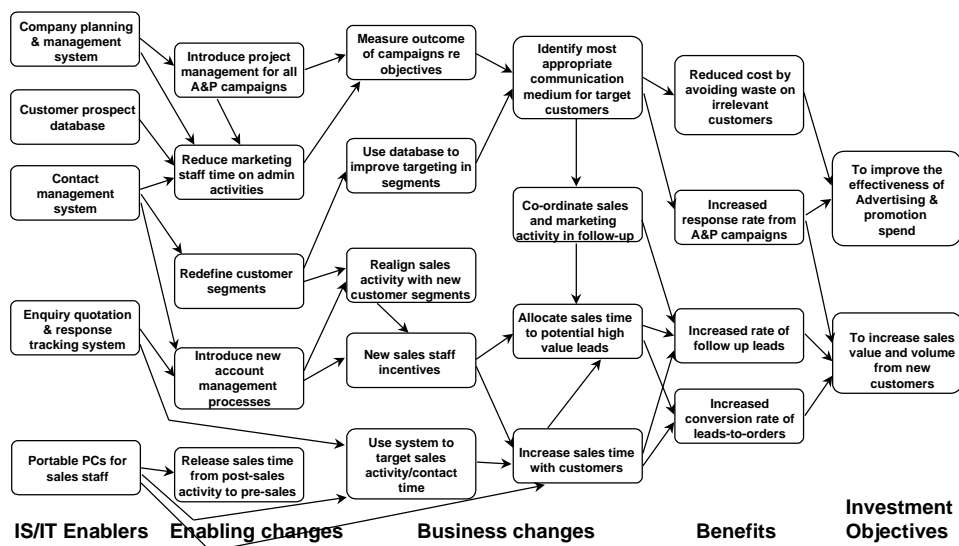 Company planning
& management
system
Customer prospect
database
Contact
management
system
Enquiry quotation &
response
tracking system
Portable PCs for
sales staff
IS/IT Enablers
Introduce project
management for all
A&P campaigns
Reduce marketing
staff time on admin
activities
Redefine customer
segments
Introduce new
account
management
processes
Release sales time
from post-sales
activity to pre-sales
Enabling changes
Measure outcome
of campaigns re
objectives
Use database to
improve targeting in
segments
Realign sales
activity with new
customer segments
New sales staff
incentives
Use system to
target sales
activity/contact
time
Identify most
appropriate
communication
medium for target
customers
Co-ordinate sales
and marketing
activity in follow-up
Allocate sales time
to potential high
value leads
Increase sales time
with customers
Business changes
Reduced cost by
avoiding waste on
irrelevant
customers
Increased
response rate from
A&P campaigns
Increased rate of
follow up leads
Increased
conversion rate of
leads-to-orders
Benefits
To improve the
effectiveness of
Advertising &
promotion
spend
To increase sales
value and volume
from new
customers
Investment
Objectives